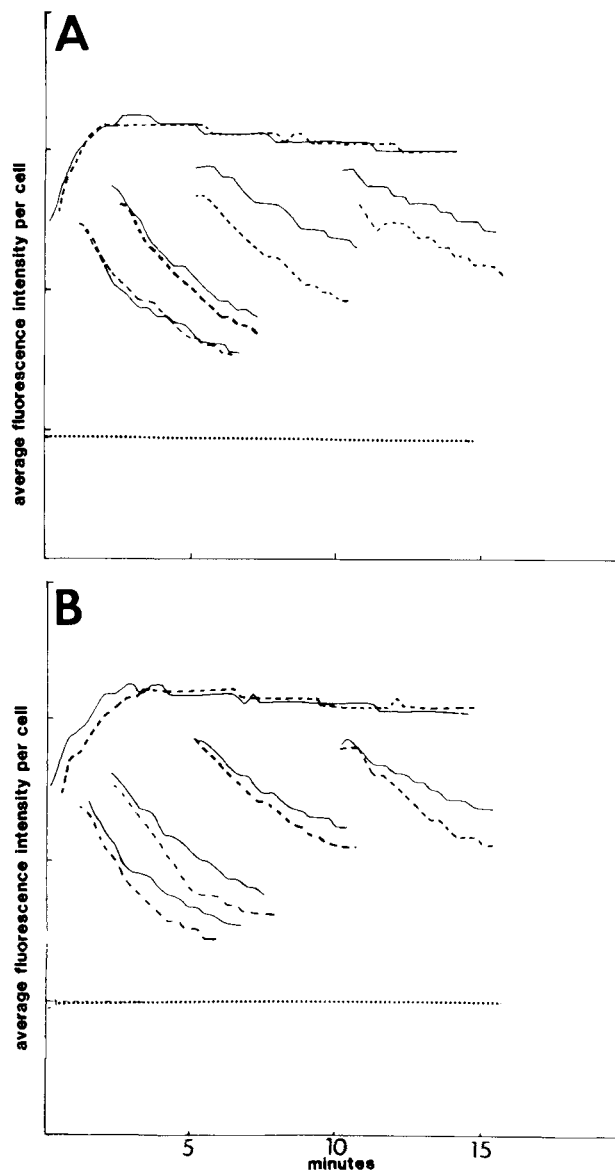 A
average fluorescence intensity per cell
B
average fluorescence intensity per cell
5 10 15
minutes